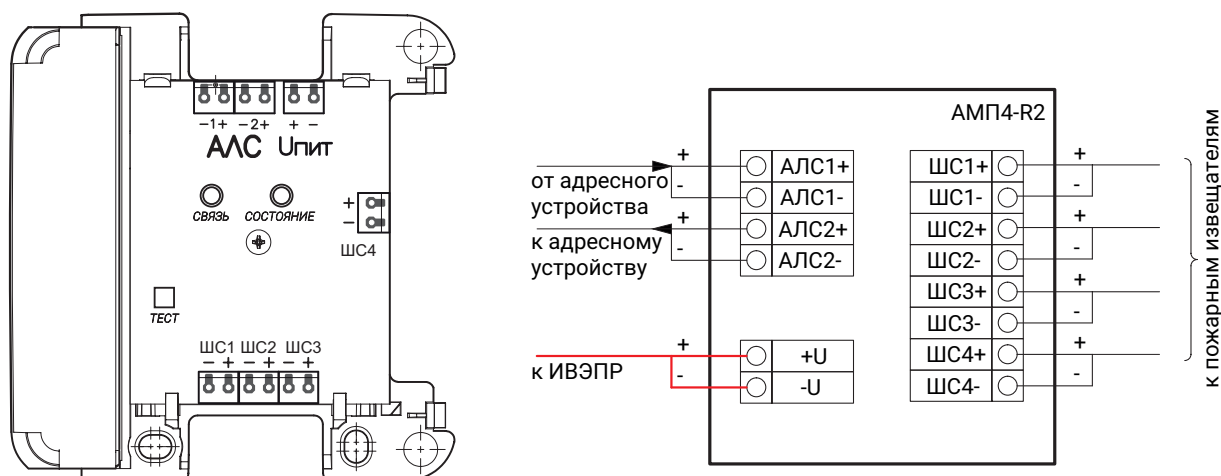 −1+ −2+ + −
АЛС Uпит
СВЯЗЬ СОСТОЯНИЕ
+
−
ШС4
ТЕСТ
ШС1 ШС2 ШС3
− + − + − +
АМП4-R2
+
от адресного
-
устройства
+
к адресному
-
устройству
АЛС1+
АЛС1-
АЛС2+
АЛС2-
+
к ИВЭПР
-
+U
-U
ШС1+
ШС1-
ШС2+
ШС2-
ШС3+
ШС3-
ШС4+
ШС4-
+
-
+
-
+
-
+
-
к пожарным извещателям